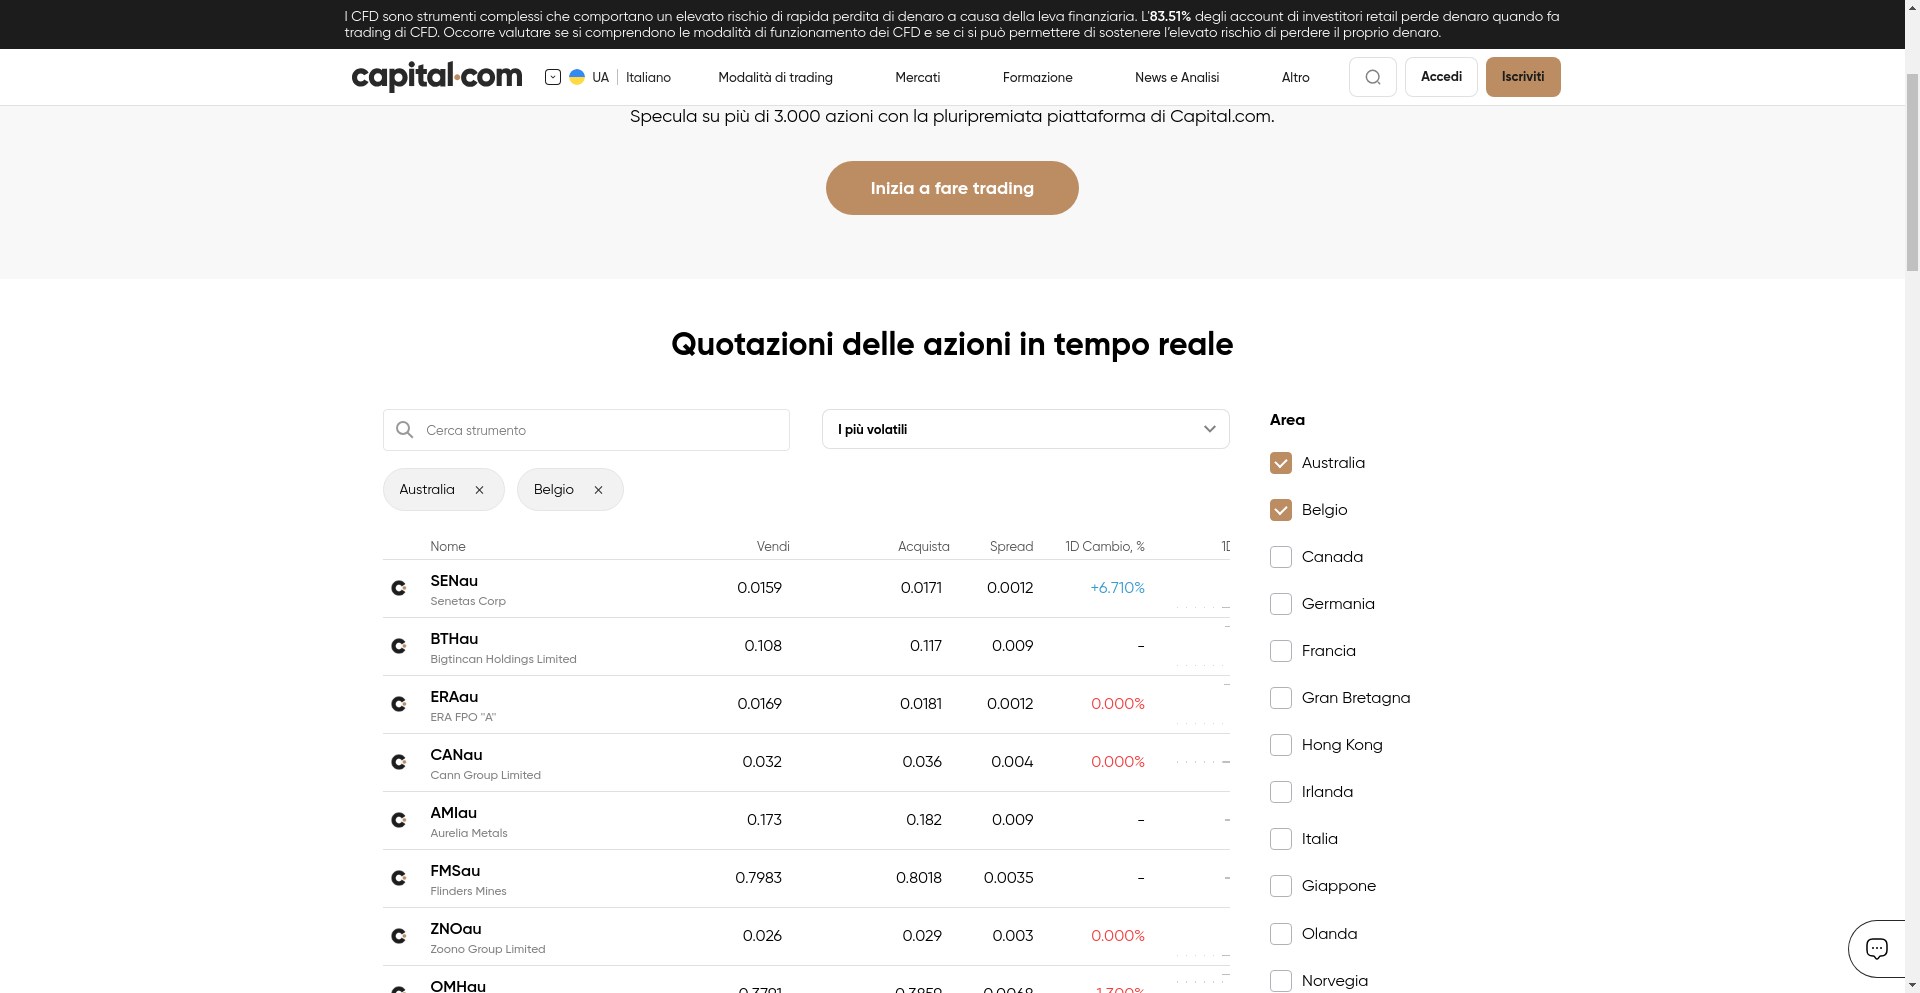 I CFD sono strumenti complessi che comportano un elevato rischio di rapida perdita di denaro a causa della leva finanziaria. L'83.51% degli account di investitori retail perde denaro quando fa
trading di CFD. Occorre valutare se si comprendono le modalità di funzionamento dei CFD e se ci si può permettere di sostenere l'elevato rischio di perdere il proprio denaro.
capital.com UA Italiano Modalità di trading Mercati Formazione News e Analisi Altro Accedi Iscriviti
Specula su più di 3.000 azioni con la pluripremiata piattaforma di Capital.com.
Inizia a fare trading
Quotazioni delle azioni in tempo reale
Cerca strumento
I più volatili
Australia
Belgio
Nome Vendi Acquista Spread 1D Cambio, %
SENau
Senetas Corp
0.0159 0.0171 0.0012 +6.710%
BTHau
Bigtincan Holdings Limited
0.108 0.117 0.009 -
ERAau
ERA FPO "A"
0.0169 0.0181 0.0012 0.000%
CANau
Cann Group Limited
0.032 0.036 0.004 0.000%
AMIau
Aurelia Metals
0.173 0.182 0.009 -
FMSau
Flinders Mines
0.7983 0.8018 0.0035 -
ZNOau
Zoono Group Limited
0.026 0.029 0.003 0.000%
OMHau
Area
Australia
Belgio
Canada
Germania
Francia
Gran Bretagna
Hong Kong
Irlanda
Italia
Giappone
Olanda
Norvegia